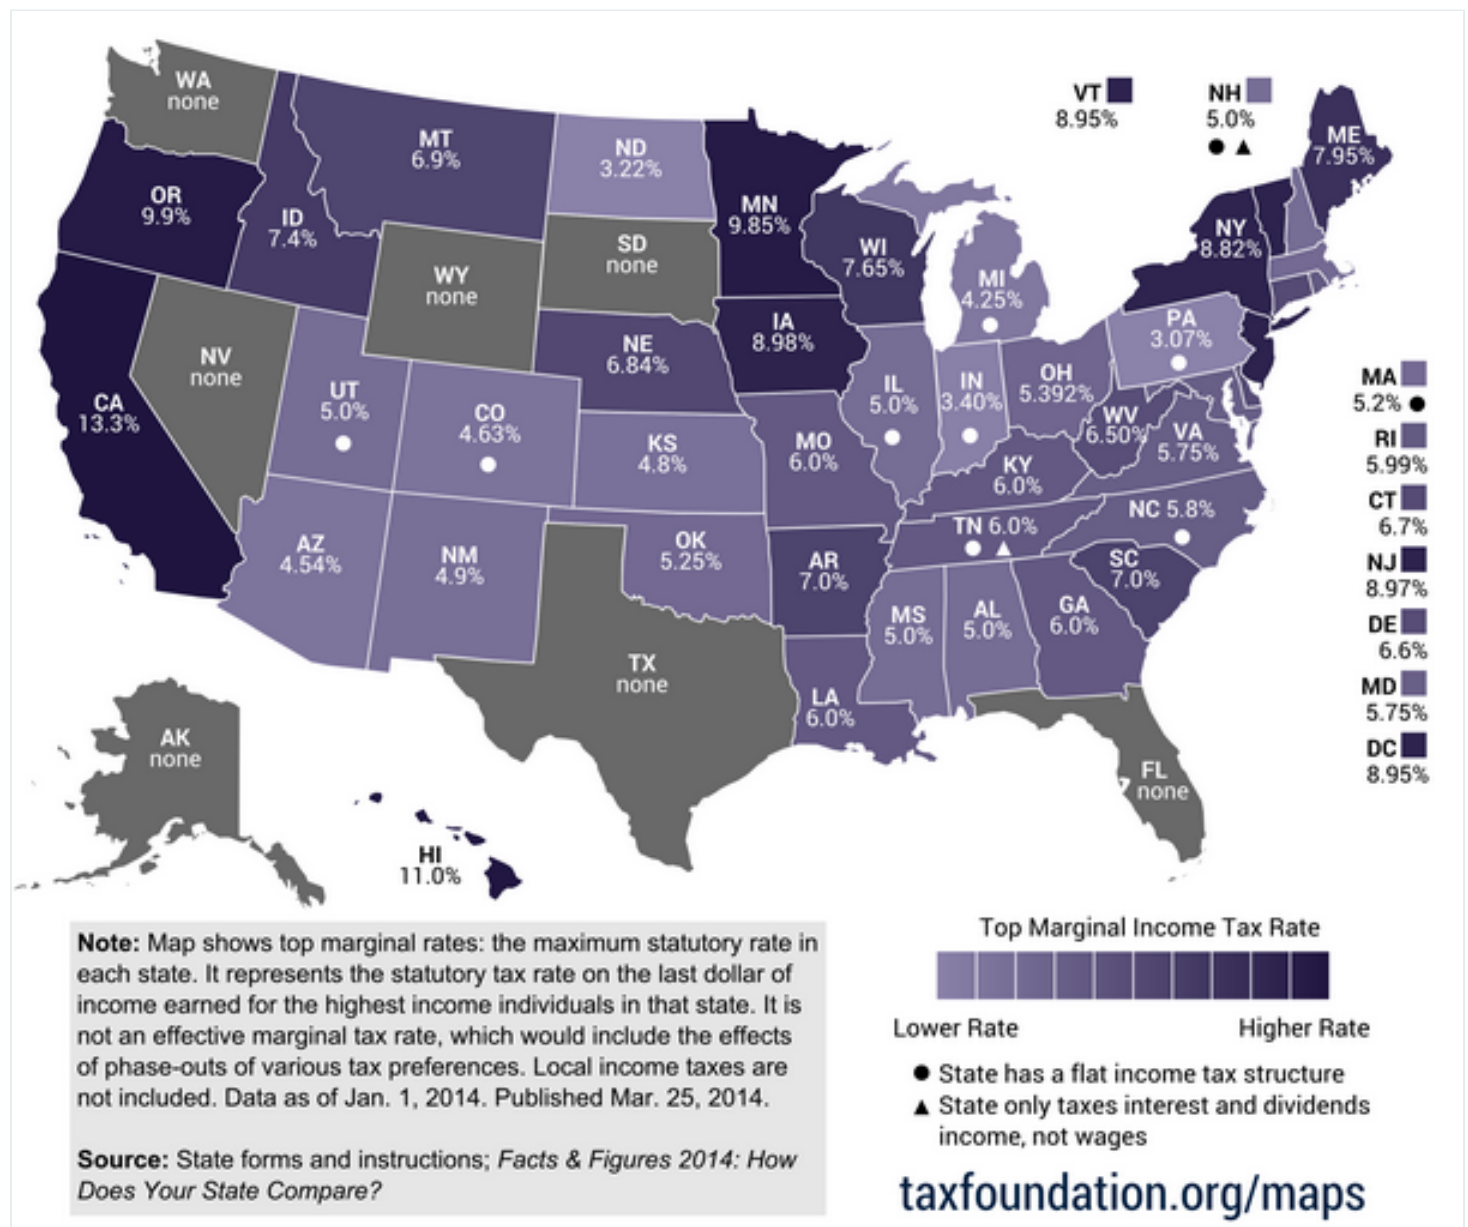 WA
none
VT
8.95%
NH
5.0%
ME
7.95%
MT
6.9%
ND
3.22%
OR
9.9%
ID
7.4%
MN
9.85%
NY
8.82%
WI
7.65%
SD
none
WY
none
MI
4.25%
IA
8.98%
PA
3.07%
NE
6.84%
NV
none
UT
5.0%
CO
4.63%
IL
5.0%
IN
3.40%
OH
5.392%
MA
5.2%
CA
13.3%
KS
4.8%
MO
6.0%
WV
6.50%
VA
5.75%
RI
5.99%
KY
6.0%
CT
6.7%
NC 5.8%
TN 6.0%
AZ
4.54%
NM
4.9%
OK
5.25%
AR
7.0%
SC
7.0%
NJ
8.97%
MS
5.0%
AL
5.0%
GA
6.0%
DE
6.6%
TX
none
LA
6.0%
MD
5.75%
AK
none
FL
none
DC
8.95%
HI
11.0%
Note: Map shows top marginal rates: the maximum statutory rate in
each state. It represents the statutory tax rate on the last dollar of
income earned for the highest income individuals in that state. It is
not an effective marginal tax rate, which would include the effects
of phase-outs of various tax preferences. Local income taxes are
not included. Data as of Jan. 1, 2014. Published Mar. 25, 2014.
Source: State forms and instructions; Facts & Figures 2014: How
Does Your State Compare?
Top Marginal Income Tax Rate
Lower Rate
Higher Rate
State has a flat income tax structure
State only taxes interest and dividends
income, not wages
taxfoundation.org/maps